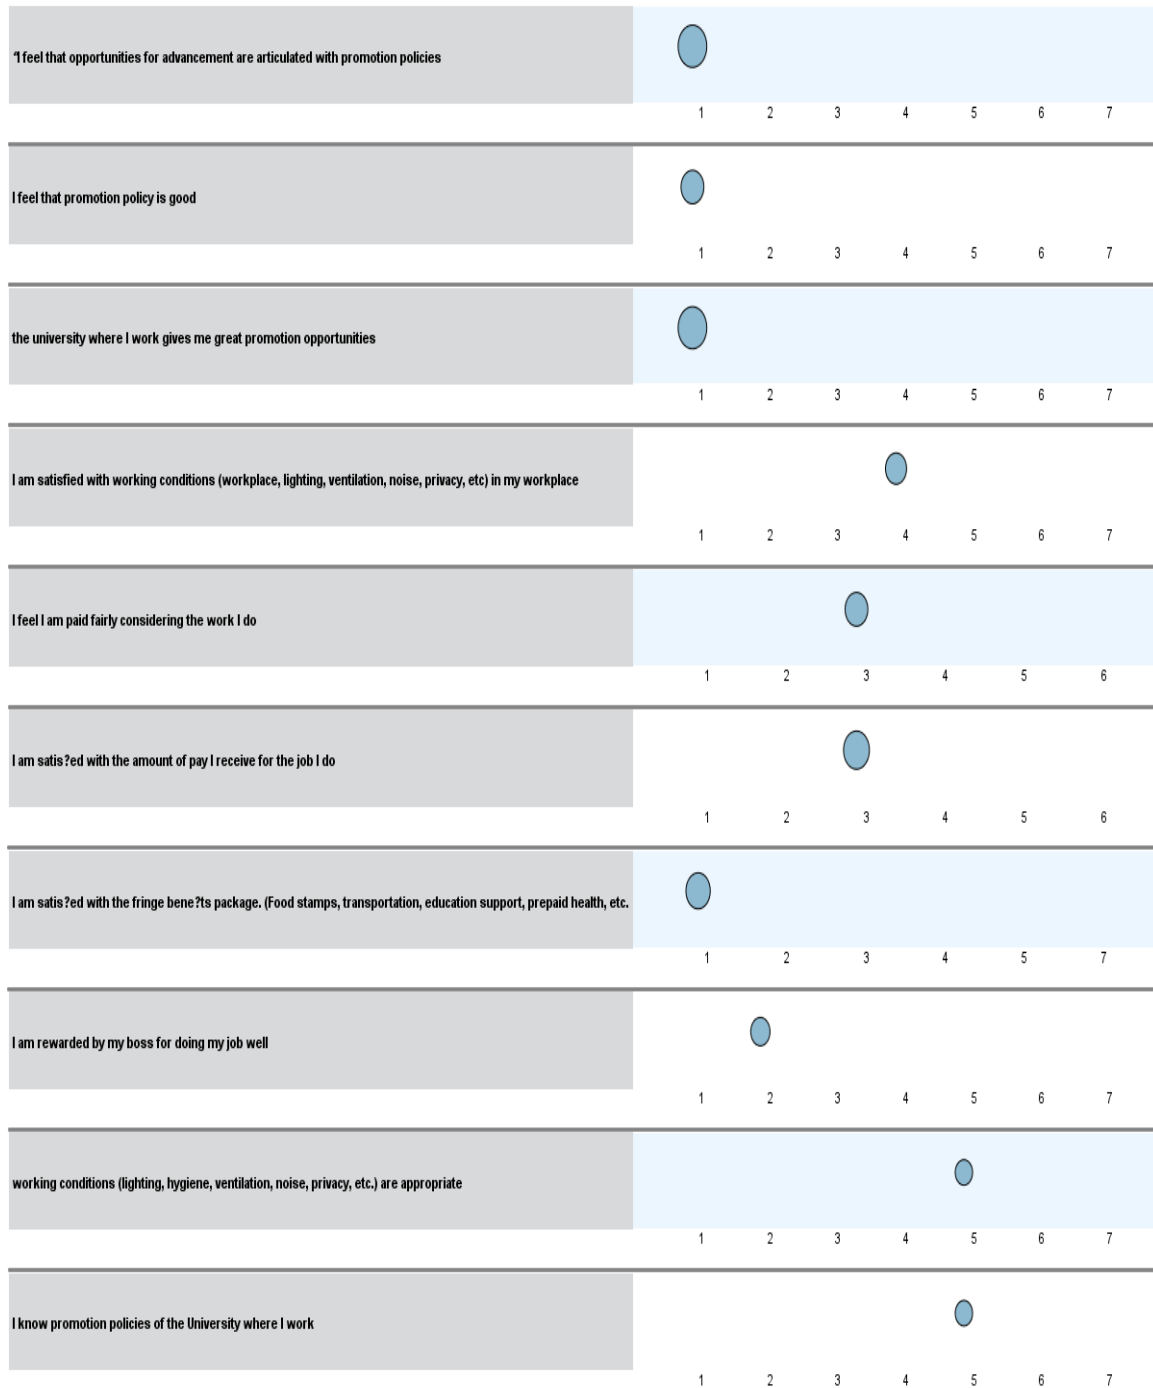 "I feel that opportunities for advancement are articulated with promotion policies
1 2 3 4 5 6 7
I feel that promotion policy is good
1 2 3 4 5 6 7
the university where I work gives me great promotion opportunities
1 2 3 4 5 6 7
I am satisfied with working conditions (workplace, lighting, ventilation, noise, privacy, etc) in my workplace
1 2 3 4 5 6 7
I feel I am paid fairly considering the work I do
1 2 3 4 5 6
I am satis?ed with the amount of pay I receive for the job I do
1 2 3 4 5 6
I am satis?ed with the fringe bene?ts package. (Food stamps, transportation, education support, prepaid health, etc.
1 2 3 4 5 7
I am rewarded by my boss for doing my job well
1 2 3 4 5 6 7
working conditions (lighting, hygiene, ventilation, noise, privacy, etc.) are appropriate
1 2 3 4 5 6 7
I know promotion policies of the University where I work
1 2 3 4 5 6 7